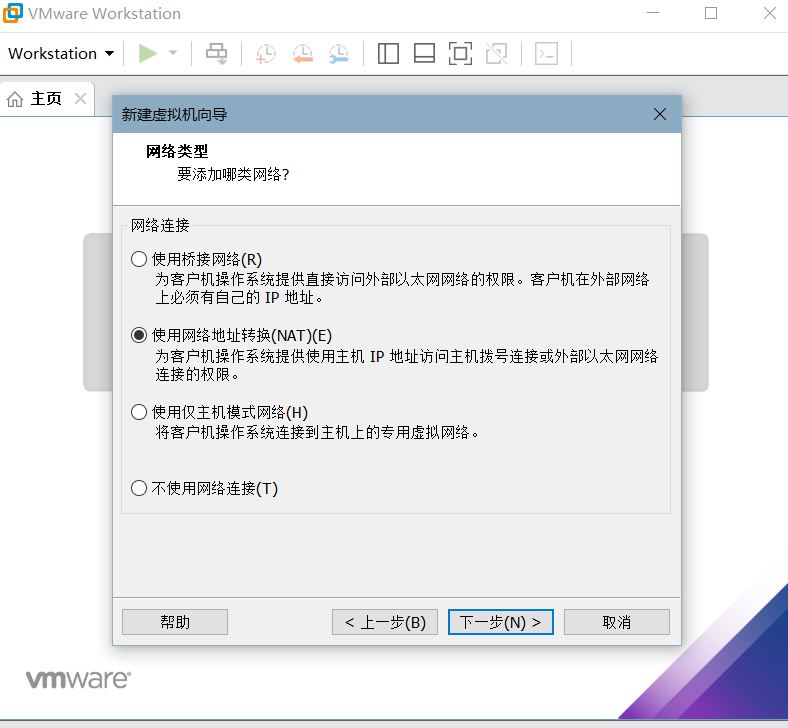 VMware Workstation
Workstation
主页
新建虚拟机向导
网络类型
要添加哪类网络?
网络连接
使用桥接网络(R)
为客户机操作系统提供直接访问外部以太网网络的权限。客户机在外部网络
上必须有自己的 IP 地址。
使用网络地址转换(NAT)(E)
为客户机操作系统提供使用主机 IP 地址访问主机拨号连接或外部以太网网络
连接的权限。
使用仅主机模式网络(H)
将客户机操作系统连接到主机上的专用虚拟网络。
不使用网络连接(T)
帮助
< 上一步(B)
下一步(N) >
取消
vmware®